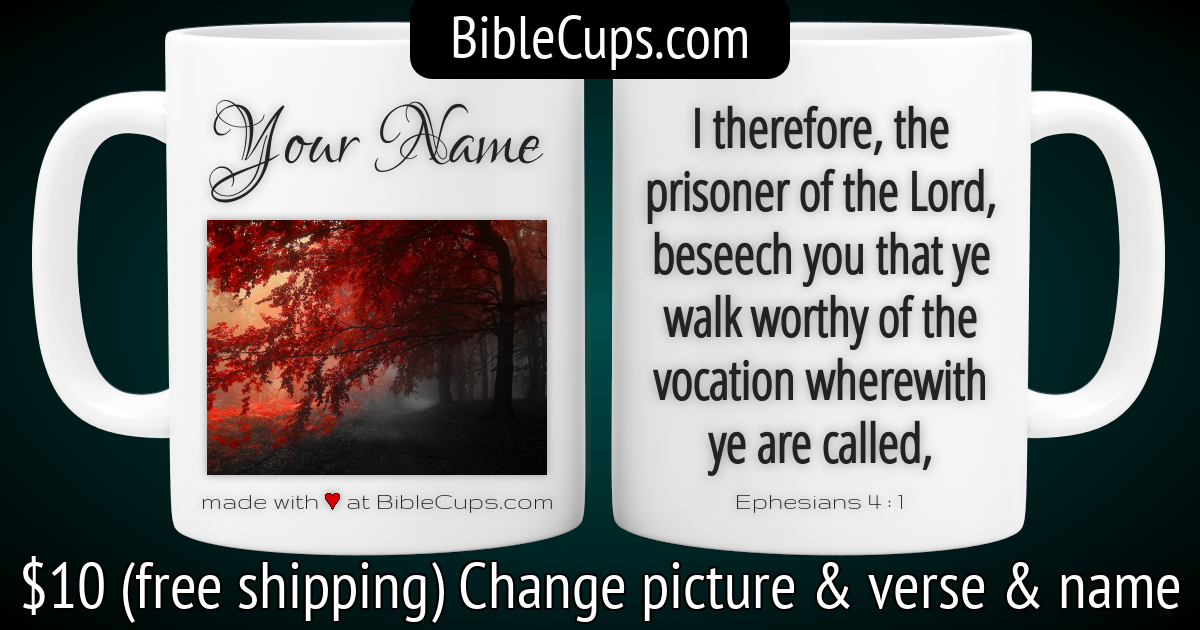 BibleCups.com
Your Name
made with ♥ at BibleCups.com
I therefore, the
prisoner of the Lord,
beseech you that ye
walk worthy of the
vocation wherewith
ye are called,
Ephesians 4:1
$10 (free shipping) Change picture & verse & name